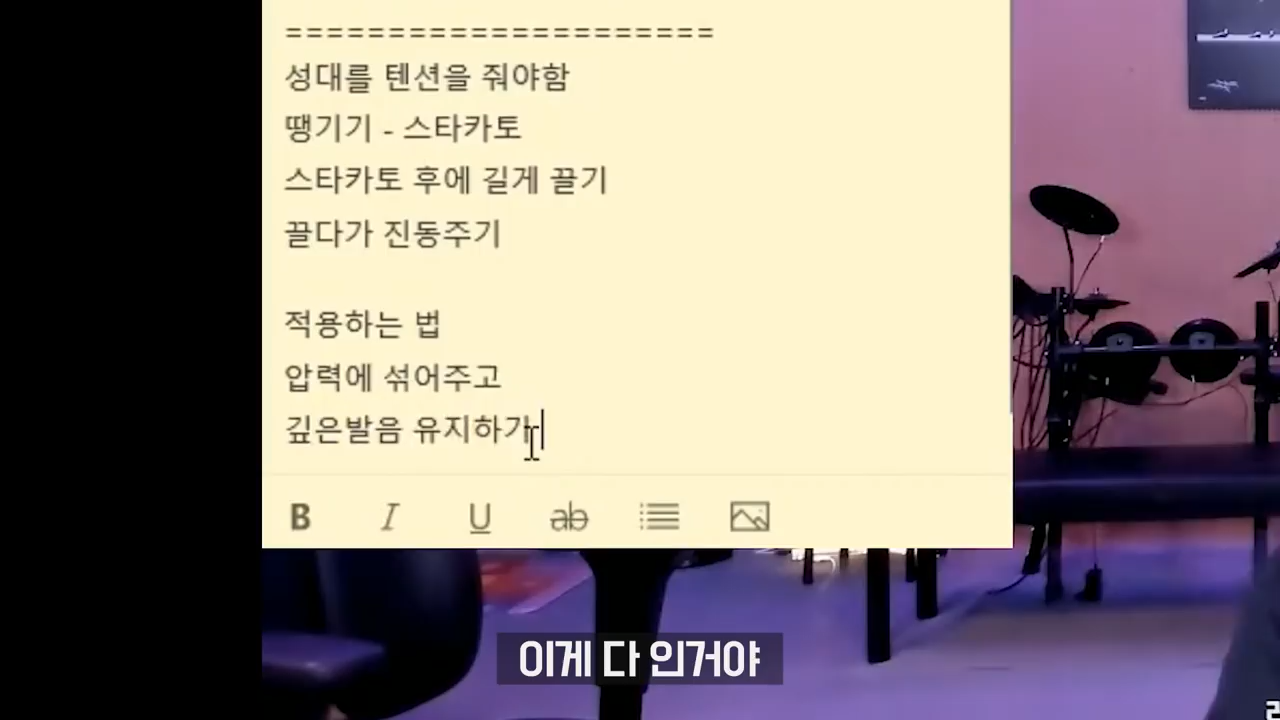 =====================
성대를 텐션을 줘야함
땡기기 - 스타카토
스타카토 후에 길게 끌기
끌다가 진동주기
적용하는 법
압력에 섞어주고
깊은발음 유지하기
B I U ab
이게 다 인거야